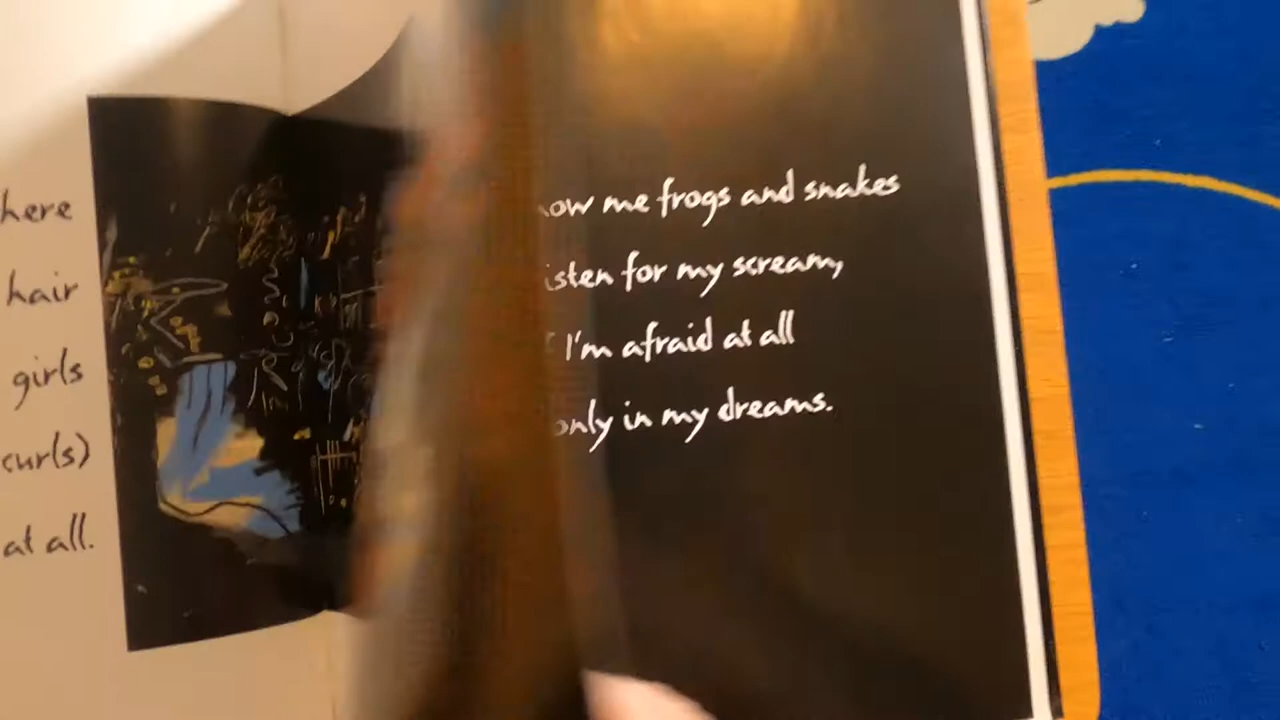 here
hair
girls
curls)
at all.
ow me frogs and snakes
isten for my scream,
I'm afraid at all
only in my dreams.